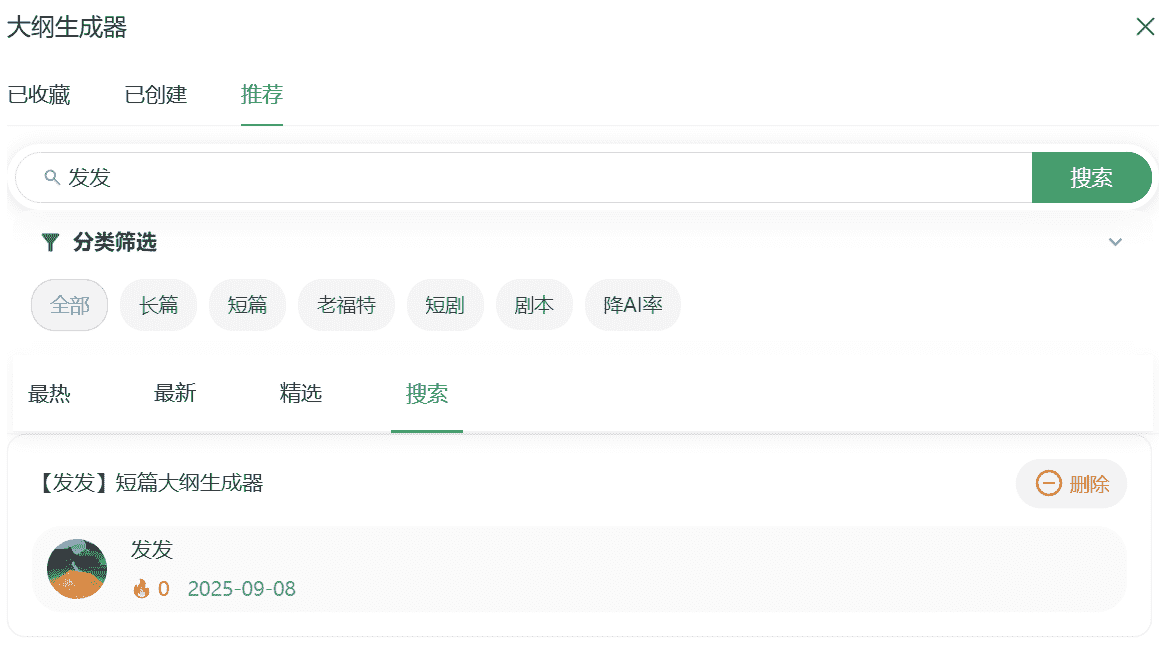 大纲生成器
已收藏 已创建 推荐
发发 搜索
分类筛选
全部 长篇 短篇 老福特 短剧 剧本 降AI率
最热 最新 精选 搜索
【发发】短篇大纲生成器 删除
发发
0 2025-09-08